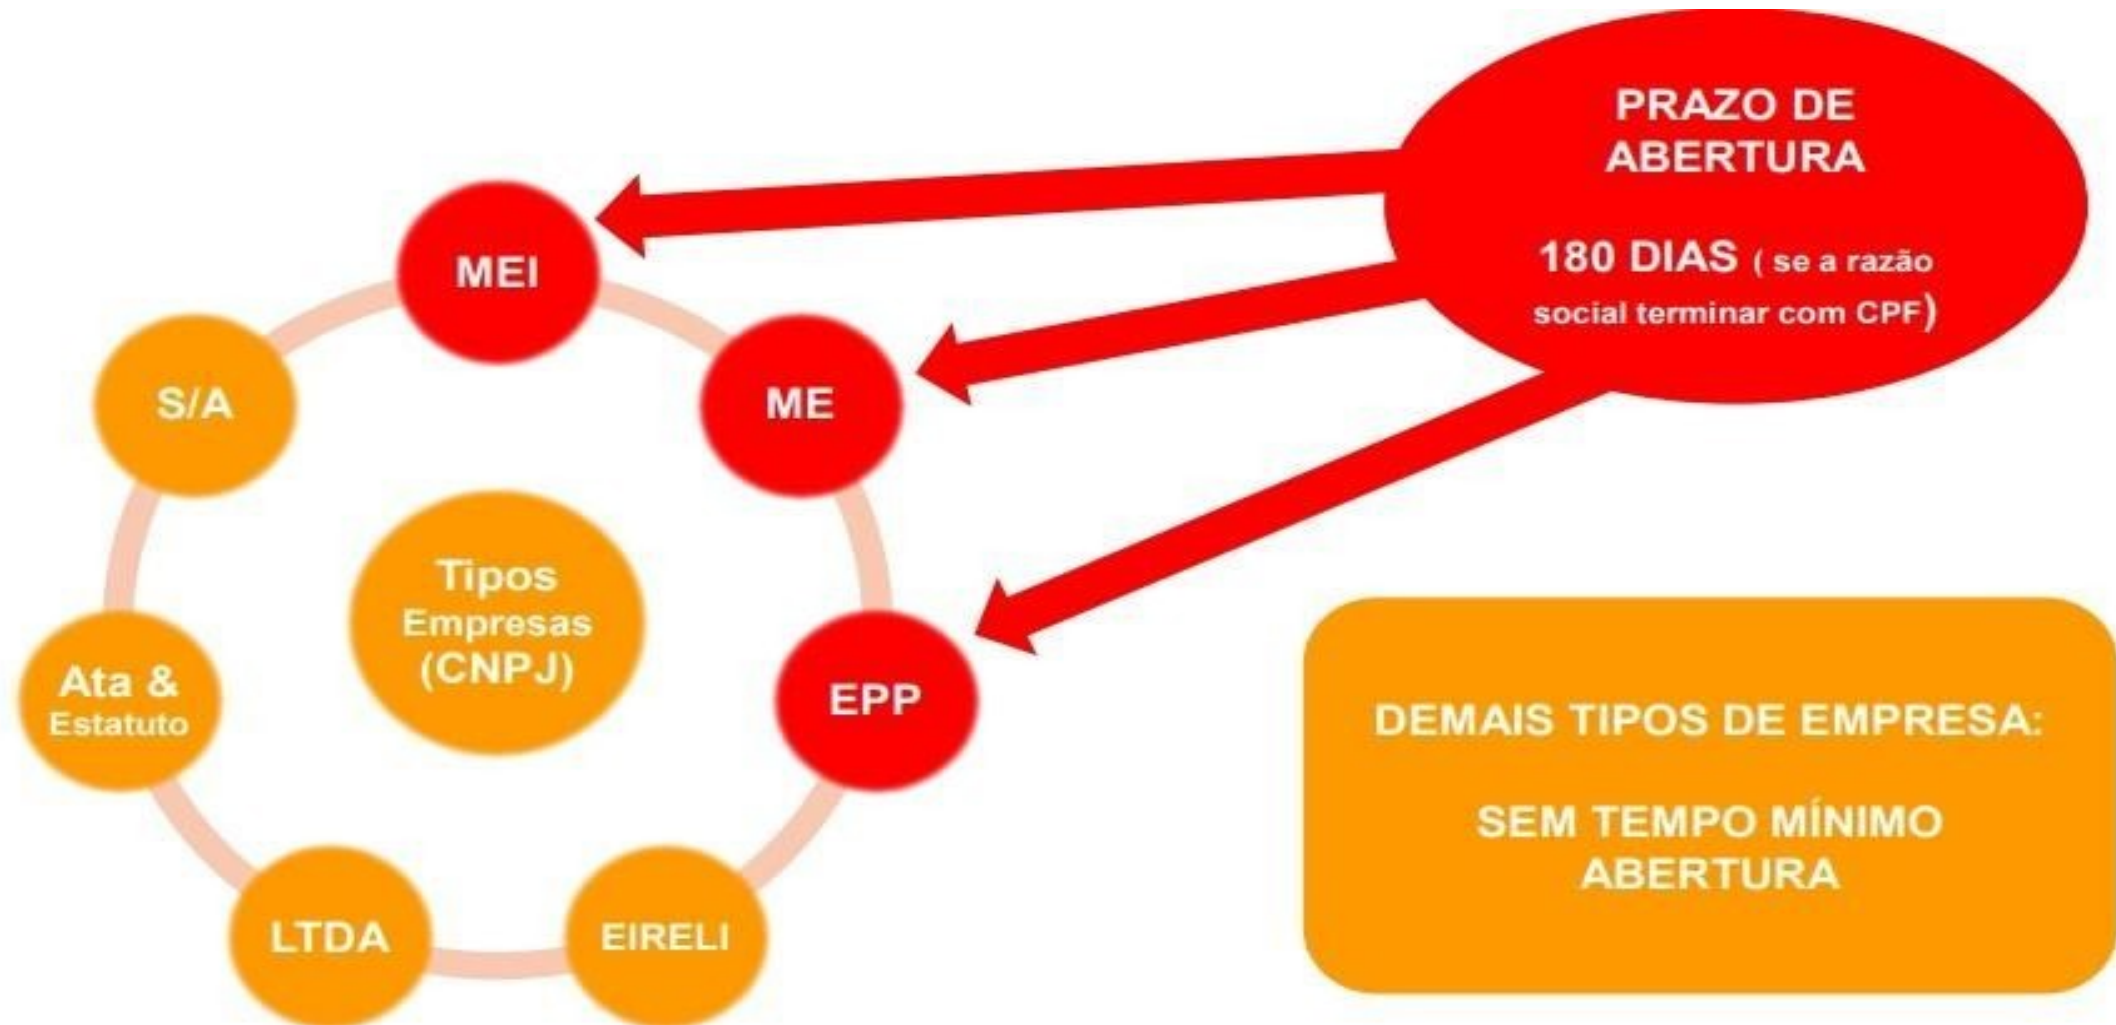 PRAZO DE
ABERTURA
180 DIAS ( se a razão
social terminar com CPF)
MEI
ME
S/A
Tipos
Empresas
(CNPJ)
Ata &
Estatuto
EPP
LTDA
EIRELI
DEMAIS TIPOS DE EMPRESA:
SEM TEMPO MÍNIMO
ABERTURA